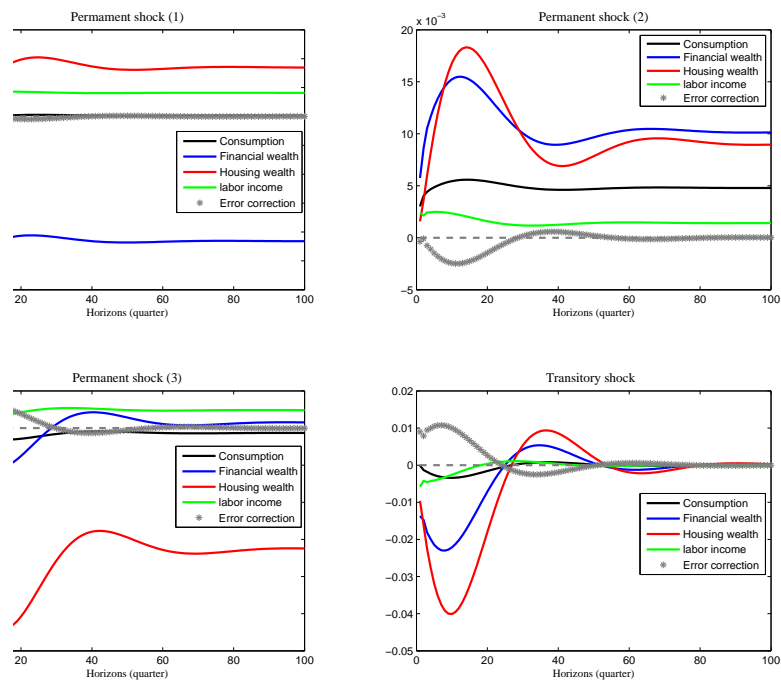 Permament shock (1)
Consumption
Financial wealth
Housing wealth
labor income
Error correction
20 40 60 80 100
Horizons (quarter)
Permanent shock (2)
x 10^-3
20
15
10
5
0
−5
Consumption
Financial wealth
Housing wealth
labor income
Error correction
0 20 40 60 80 100
Horizons (quarter)
Permanent shock (3)
Consumption
Financial wealth
Housing wealth
labor income
Error correction
20 40 60 80 100
Horizons (quarter)
Transitory shock
0.02
0.01
0
−0.01
−0.02
−0.03
−0.04
−0.05
Consumption
Financial wealth
Housing wealth
labor income
Error correction
0 20 40 60 80 100
Horizons (quarter)